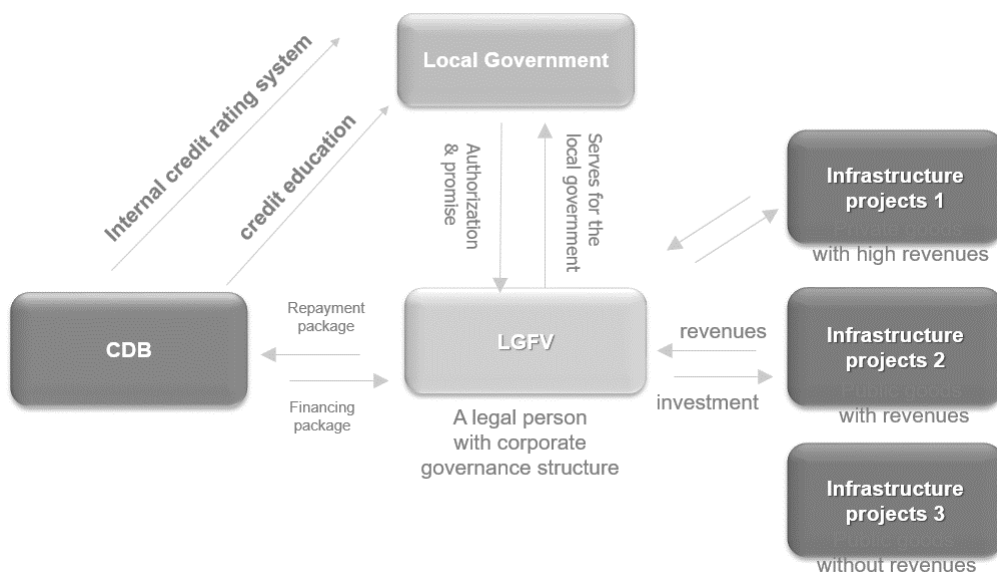 Local Government
Internal credit rating system
credit education
Authorization
& promise
Serves for the
local government
Infrastructure
projects 1
Private goods
with high revenues
CDB
Repayment
package
Financing
package
LGFV
A legal person
with corporate
governance structure
revenues
investment
Infrastructure
projects 2
Public goods
with revenues
Infrastructure
projects 3
Public goods
without revenues